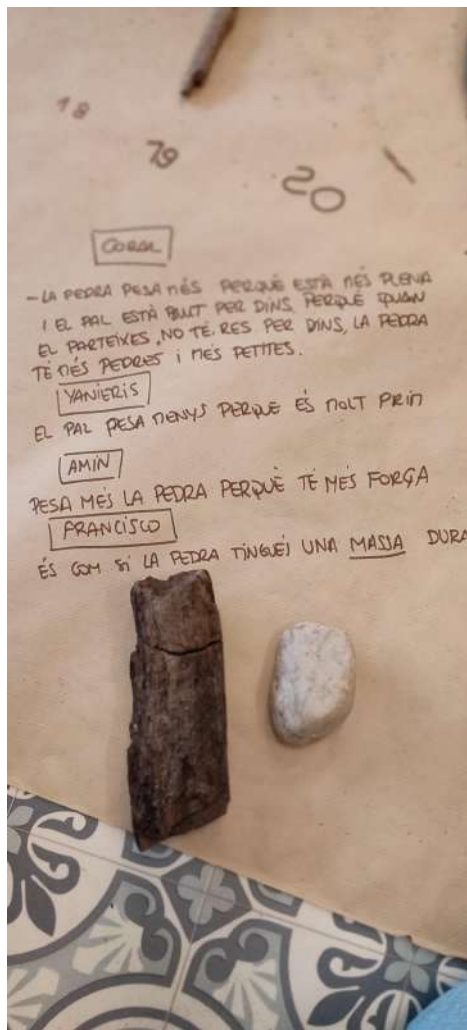 18
19
20
CORAL
- LA PEDRA PESA MÉS PERQUÈ ESTÀ MÉS PLENA
I EL PAL ESTÀ BUIT PER DINS, PERQUÈ QUAN
EL PARTEIXES, NO TÉ RES PER DINS, LA PEDRA
TÉ MÉS PEDRES I MÉS PETITES.
YANIERIS
EL PAL PESA MENYS PERQUÈ ÉS MOLT PRIM
AMIN
PESA MÉS LA PEDRA PERQUÈ TÉ MÉS FORÇA
FRANCISCO
ÉS COM SI LA PEDRA TINGUÉS UNA MASSA DURA